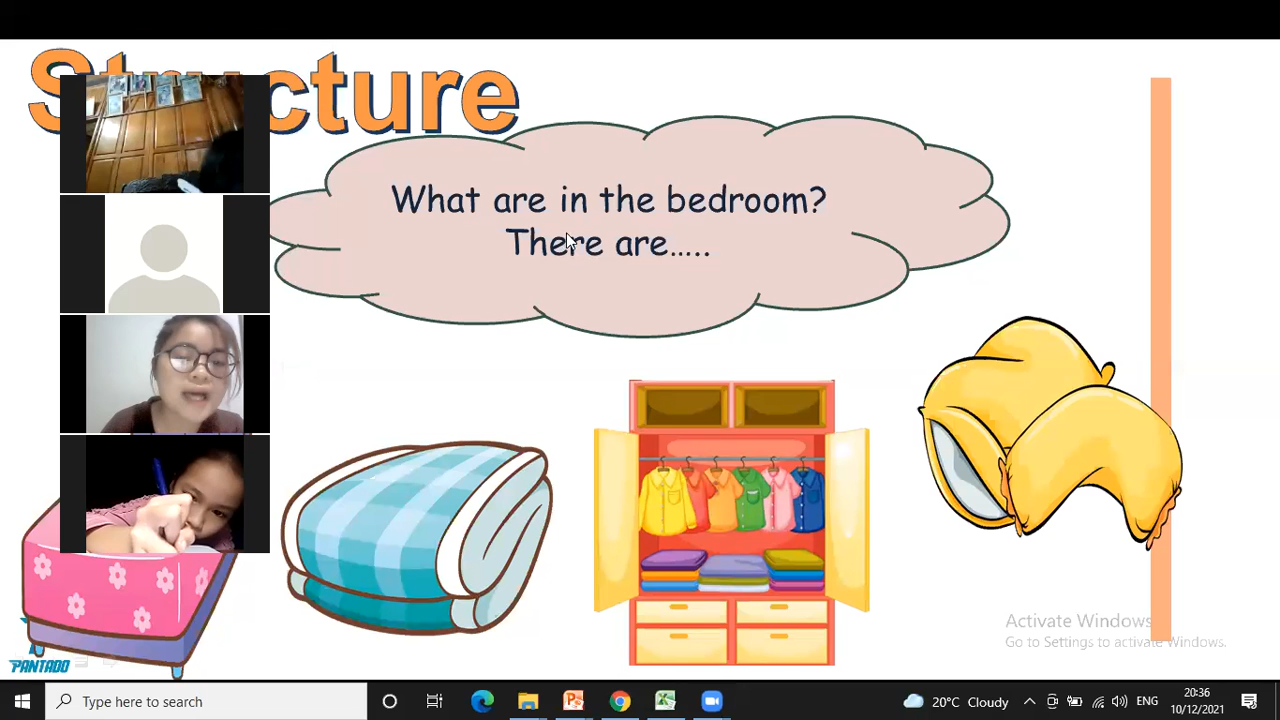 Structure
What are in the bedroom?
There are.....
Activate Windows
Go to Settings to activate Windows.
PANTADO
Type here to search
20°C Cloudy
ENG
20:36
10/12/2021